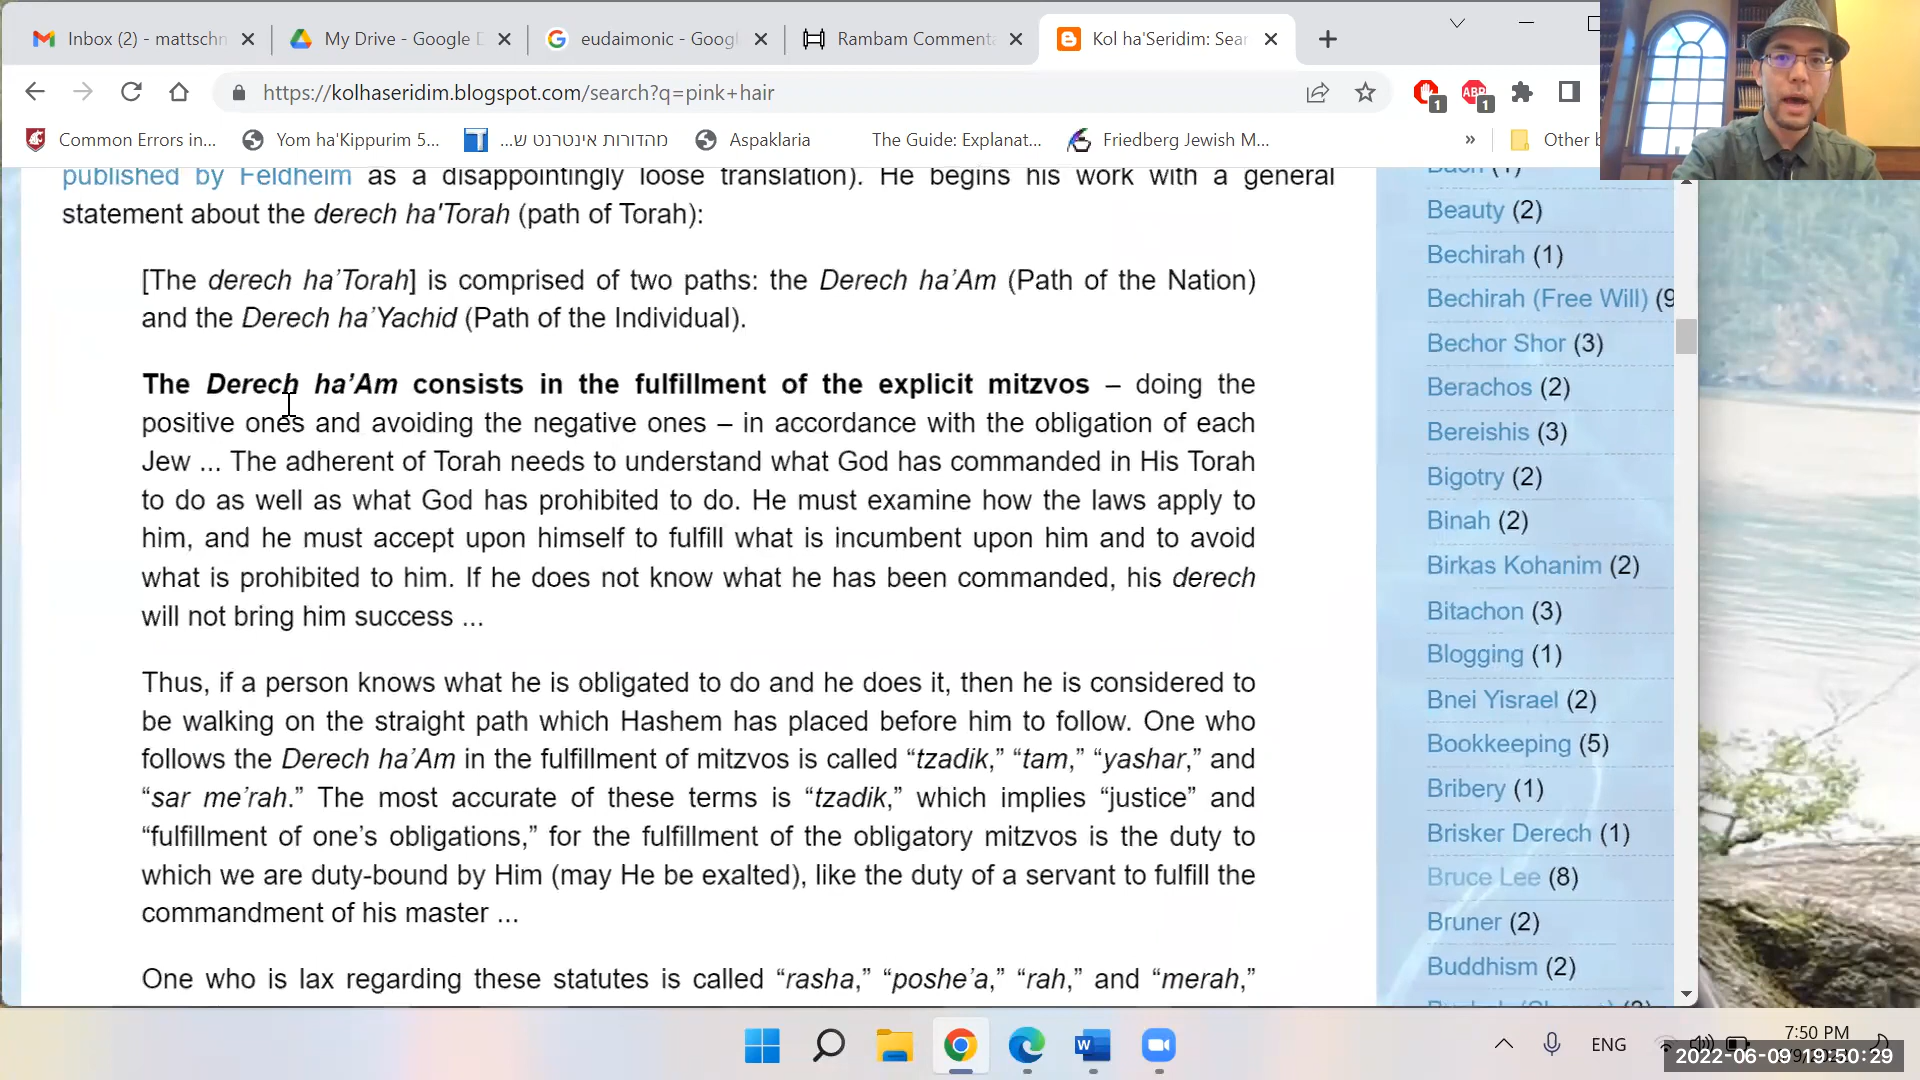 Inbox (2) - mattschn
My Drive - Google D
eudaimonic - Googl
Rambam Commenta
Kol ha'Seridim: Sear
https://kolhaseridim.blogspot.com/search?q=pink+hair
1
ABP
1
Common Errors in...
Yom ha'Kippurim 5...
מהדורות אינטרנט ש...
Aspaklaria
The Guide: Explanat...
Friedberg Jewish M...
»
Other b
published by Feldheim as a disappointingly loose translation). He begins his work with a general
statement about the derech ha'Torah (path of Torah):
[The derech ha’Torah] is comprised of two paths: the Derech ha’Am (Path of the Nation)
and the Derech ha’Yachid (Path of the Individual).
The Derech ha’Am consists in the fulfillment of the explicit mitzvos – doing the
positive ones and avoiding the negative ones – in accordance with the obligation of each
Jew ... The adherent of Torah needs to understand what God has commanded in His Torah
to do as well as what God has prohibited to do. He must examine how the laws apply to
him, and he must accept upon himself to fulfill what is incumbent upon him and to avoid
what is prohibited to him. If he does not know what he has been commanded, his derech
will not bring him success ...
Thus, if a person knows what he is obligated to do and he does it, then he is considered to
be walking on the straight path which Hashem has placed before him to follow. One who
follows the Derech ha’Am in the fulfillment of mitzvos is called “tzadik,” “tam,” “yashar,” and
“sar me’rah.” The most accurate of these terms is “tzadik,” which implies “justice” and
“fulfillment of one’s obligations,” for the fulfillment of the obligatory mitzvos is the duty to
which we are duty-bound by Him (may He be exalted), like the duty of a servant to fulfill the
commandment of his master ...
One who is lax regarding these statutes is called “rasha,” “poshe’a,” “rah,” and “merah,”
Bach (1)
Beauty (2)
Bechirah (1)
Bechirah (Free Will) (9
Bechor Shor (3)
Berachos (2)
Bereishis (3)
Bigotry (2)
Binah (2)
Birkas Kohanim (2)
Bitachon (3)
Blogging (1)
Bnei Yisrael (2)
Bookkeeping (5)
Bribery (1)
Brisker Derech (1)
Bruce Lee (8)
Bruner (2)
Buddhism (2)
ENG
7:50 PM
2022-06-09 19:50:29